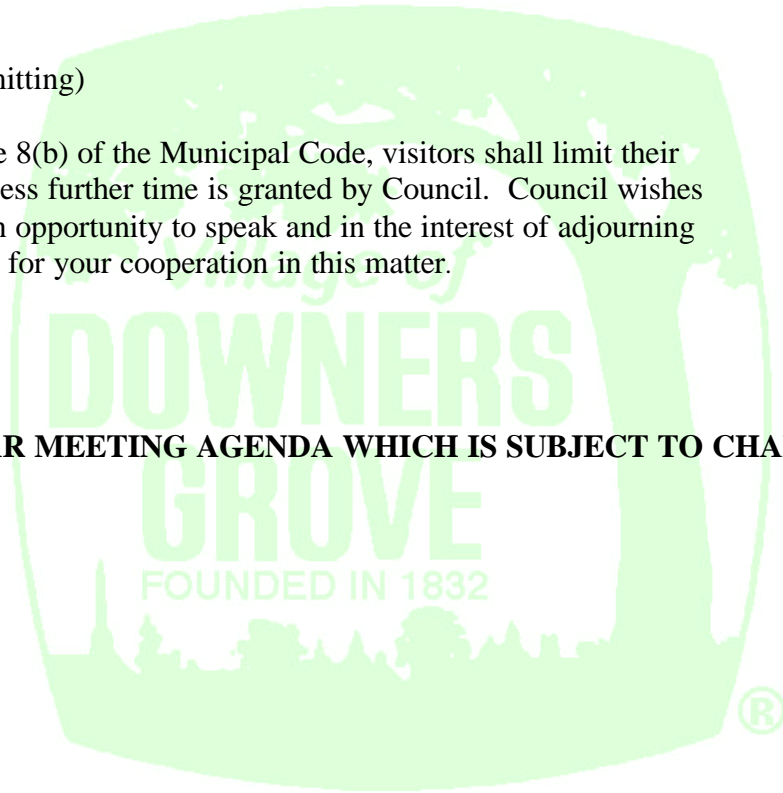 nitting)
e 8(b) of the Municipal Code, visitors shall limit their
ess further time is granted by Council. Council wishes
n opportunity to speak and in the interest of adjourning
for your cooperation in this matter.
Village of
DOWNERS
AR MEETING AGENDA WHICH IS SUBJECT TO CHA
GROVE
FOUNDED IN 1832
®